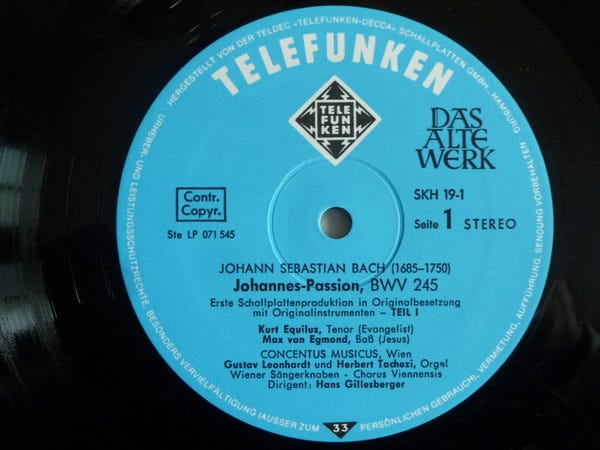 HERGESTELLT VON DER TELDEC »TELEFUNKEN-DECCA« SCHALLPLATTEN GMBH., HAMBURG
TELEFUNKEN
TELE
FUN
KEN
DAS
ALTE
WERK
Contr.
Copyr.
Ste LP 071 545
SKH 19-1
Seite 1 STEREO
JOHANN SEBASTIAN BACH (1685-1750)
Johannes-Passion, BWV 245
Erste Schallplattenproduktion in Originalbesetzung
mit Originalinstrumenten – TEIL I
Kurt Equiluz, Tenor (Evangelist)
Max van Egmond, Baß (Jesus)
CONCENTUS MUSICUS, Wien
Gustav Leonhardt und Herbert Tachezi, Orgel
Wiener Sängerknaben - Chorus Viennensis
Dirigent: Hans Gillesberger
URHEBER- UND LEISTUNGSSCHUTZRECHTE. BESONDERS VERVIELFÄLTIGUNG (AUSSER ZUM
33
PERSÖNLICHEN GEBRAUCH), VERMIETUNG, AUFFÜHRUNG, SENDUNG VORBEHALTEN